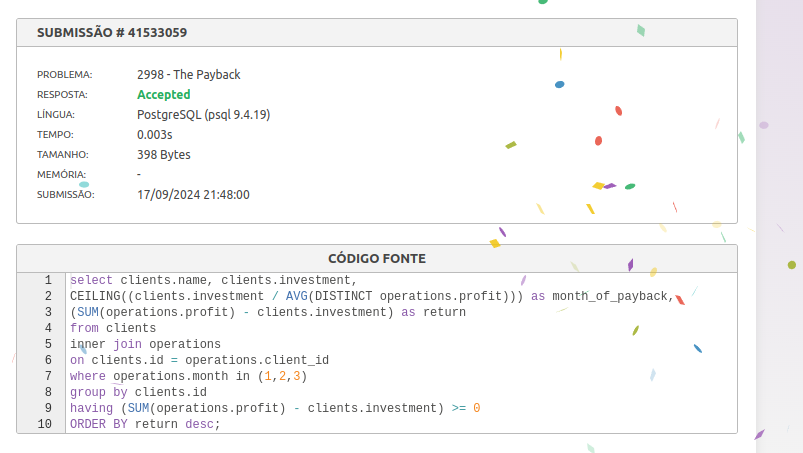 SUBMISSÃO # 41533059
PROBLEMA: 2998 - The Payback
RESPOSTA: Accepted
LÍNGUA: PostgreSQL (psql 9.4.19)
TEMPO: 0.003s
TAMANHO: 398 Bytes
MEMÓRIA: -
SUBMISSÃO: 17/09/2024 21:48:00
CÓDIGO FONTE
1 select clients.name, clients.investment,
2 CEILING((clients.investment / AVG(DISTINCT operations.profit))) as month_of_payback,
3 (SUM(operations.profit) - clients.investment) as return
4 from clients
5 inner join operations
6 on clients.id = operations.client_id
7 where operations.month in (1,2,3)
8 group by clients.id
9 having (SUM(operations.profit) - clients.investment) >= 0
10 ORDER BY return desc;